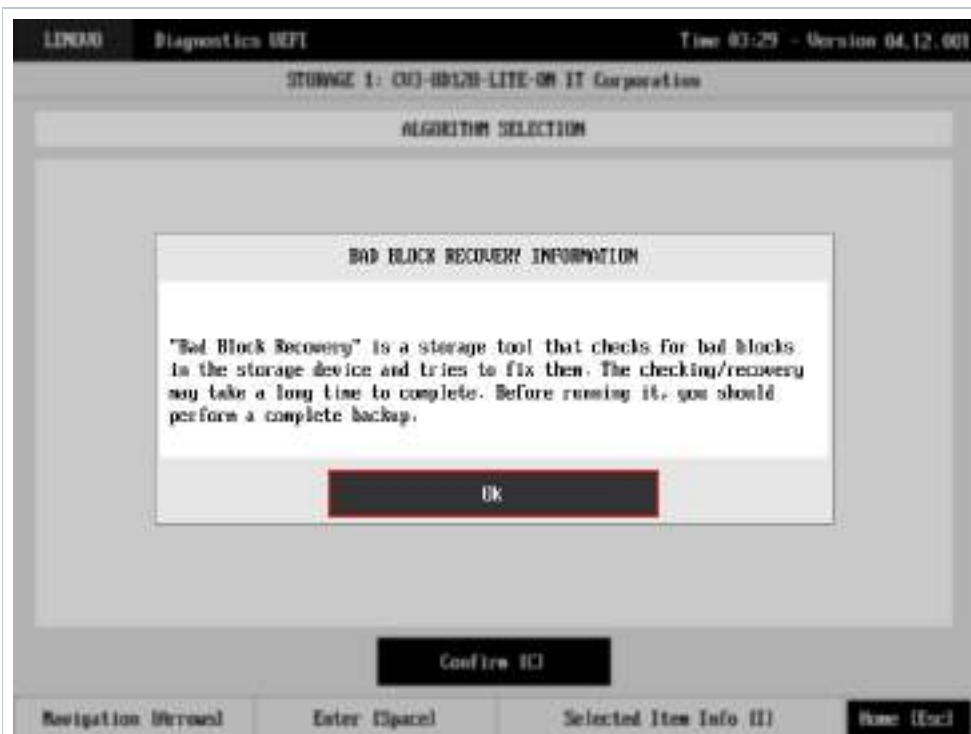 LENOVO Diagnostics UEFI Time 03:29 - Version 04.12.001
STORAGE 1: CV3-8D128-LITE-ON IT Corporation
ALGORITHM SELECTION
BAD BLOCK RECOVERY INFORMATION
"Bad Block Recovery" is a storage tool that checks for bad blocks
in the storage device and tries to fix them. The checking/recovery
may take a long time to complete. Before running it, you should
perform a complete backup.
Ok
Confirm [C]
Navigation [Arrows] Enter [Space] Selected Item Info [I] Home [Esc]